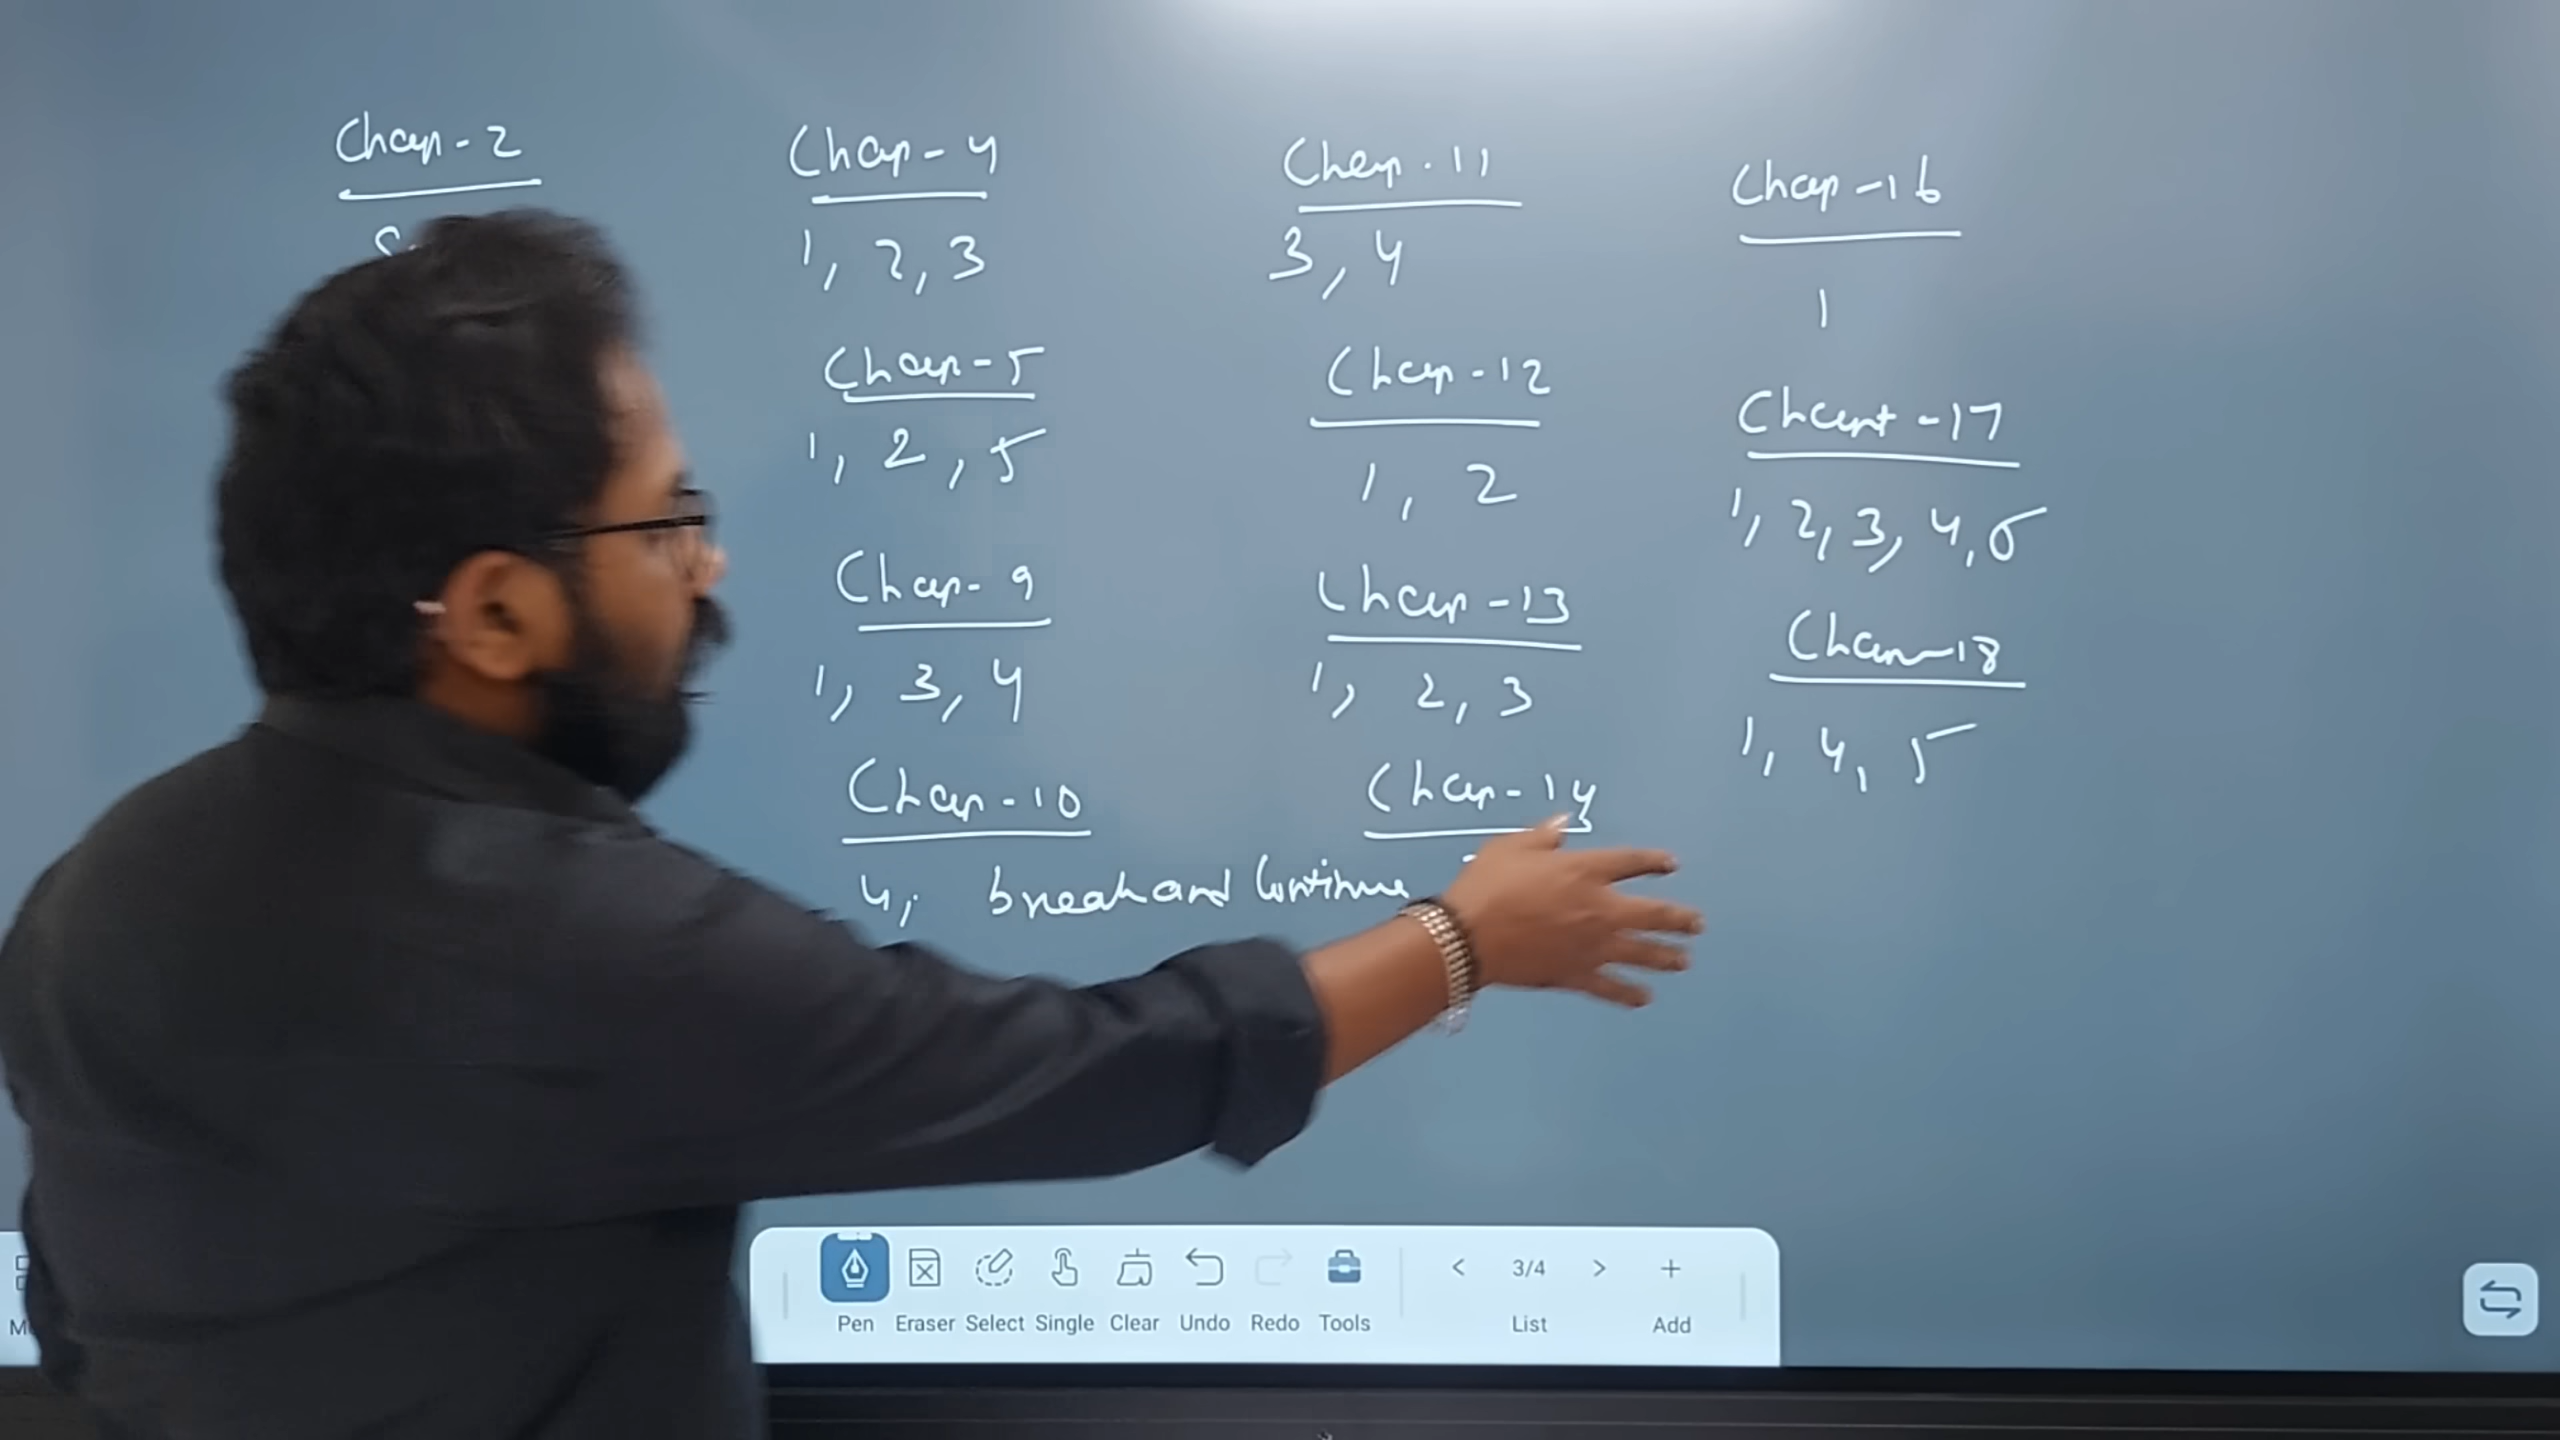 Chap-2
Chap-4
1, 2, 3
Chap-5
1, 2, 5
Chap-9
1, 3, 4
Chap-10
4, break and Continue
Chap-11
3, 4
Chap-12
1, 2
Chap-13
1, 2, 3
Chap-14
Chap-16
1
Chapt-17
1, 2, 3, 4, 5
Chap-18
1, 4, 5
Pen Eraser Select Single Clear Undo Redo Tools
< 3/4 > +
List Add